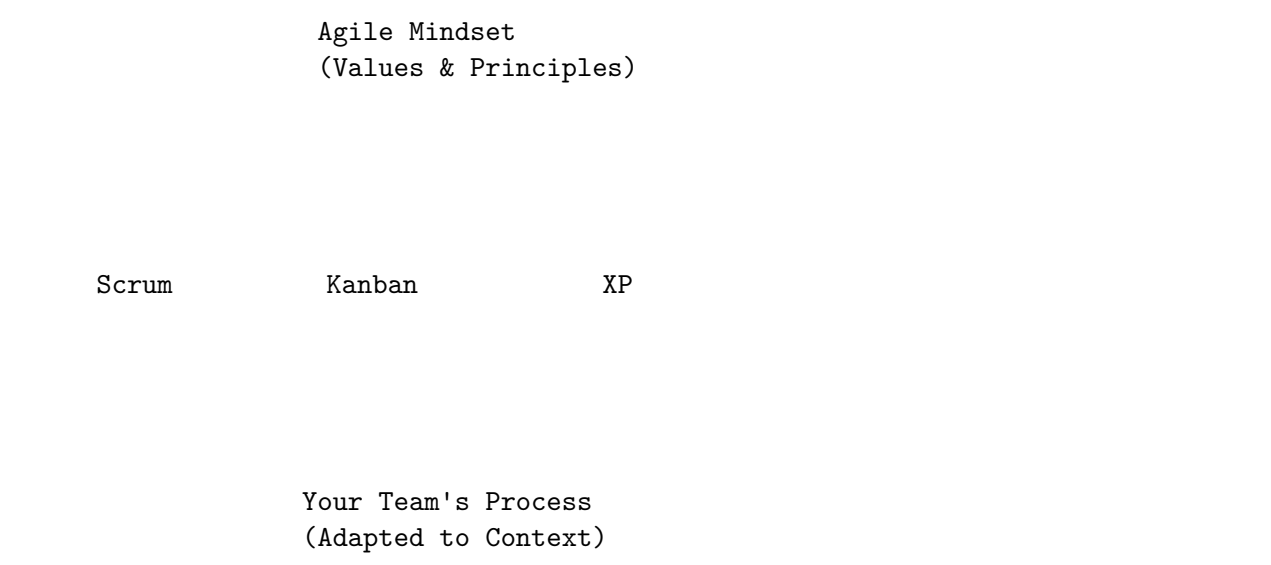 Agile Mindset
(Values & Principles)
Scrum Kanban XP
Your Team's Process
(Adapted to Context)